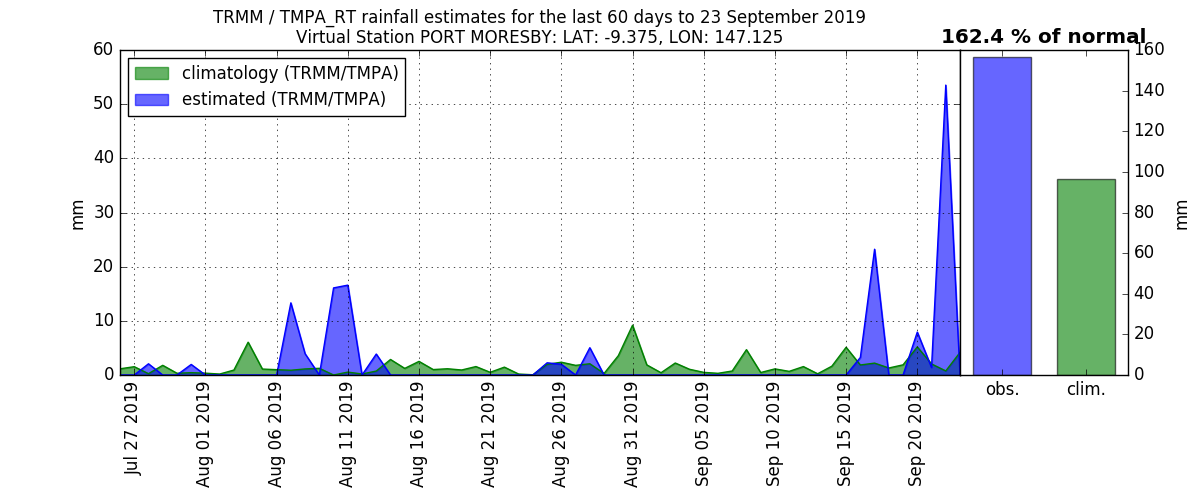 TRMM / TMPA_RT rainfall estimates for the last 60 days to 23 September 2019
Virtual Station PORT MORESBY: LAT: -9.375, LON: 147.125
162.4 % of normal
climatology (TRMM/TMPA)
estimated (TRMM/TMPA)
60
50
40
30
20
10
0
mm
160
140
120
100
80
60
40
20
0
mm
Jul 27 2019
Aug 01 2019
Aug 06 2019
Aug 11 2019
Aug 16 2019
Aug 21 2019
Aug 26 2019
Aug 31 2019
Sep 05 2019
Sep 10 2019
Sep 15 2019
Sep 20 2019
obs.
clim.